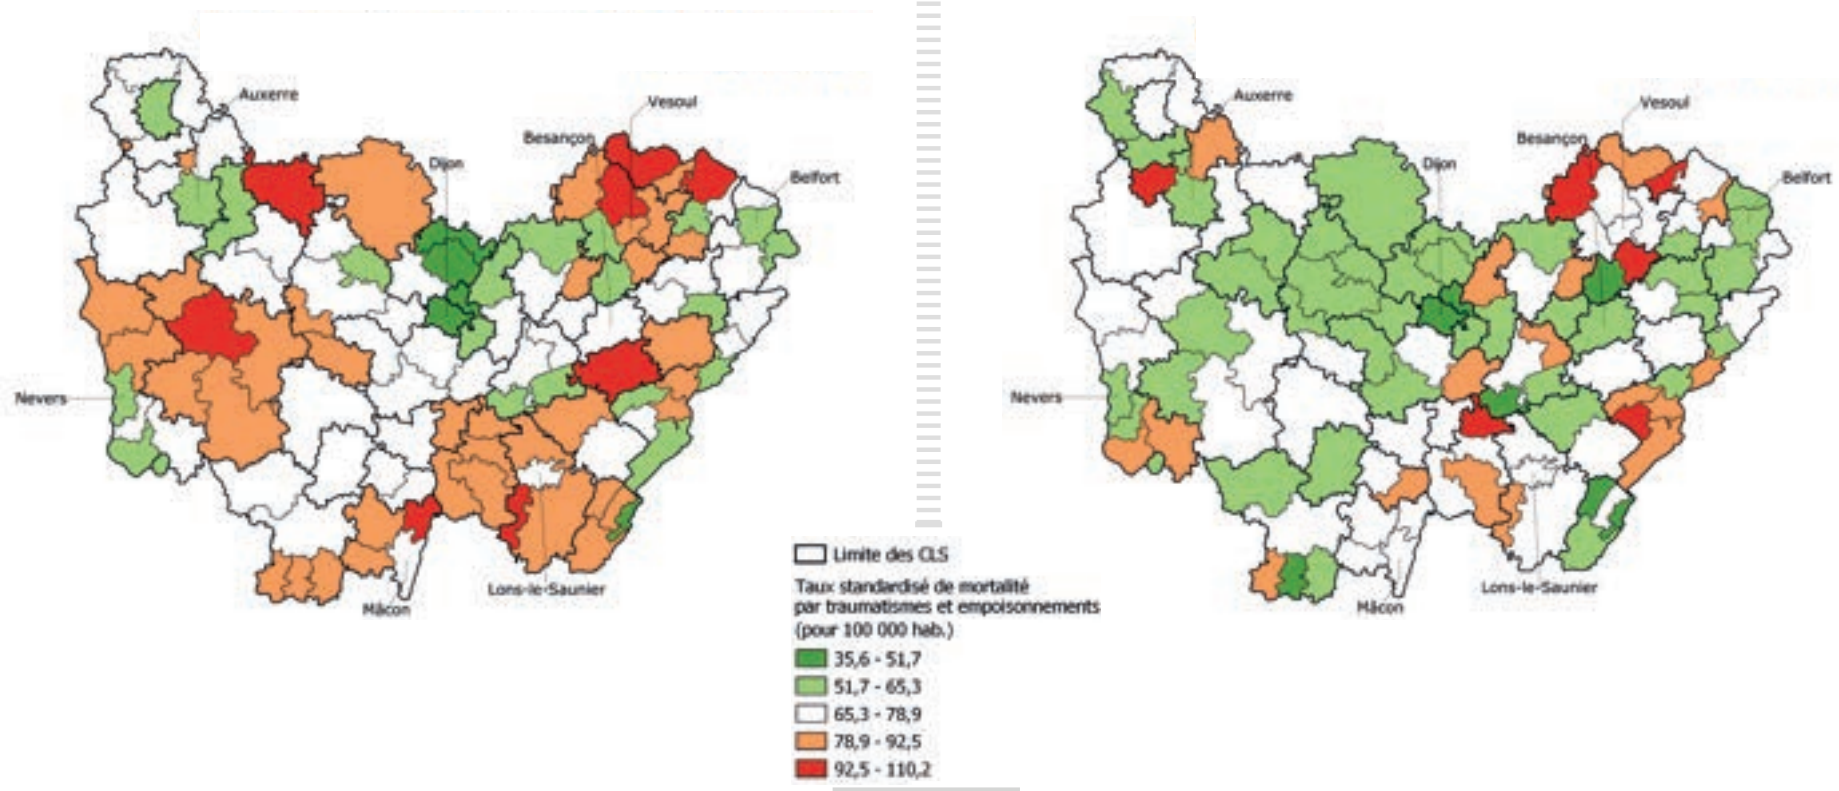 Auxerre
Vesoul
Besançon
Dijon
Belfort
Nevers
Lons-le-Saunier
Mâcon
Auxerre
Vesoul
Besançon
Dijon
Belfort
Nevers
Lons-le-Saunier
Mâcon
Limite des CLS
Taux standardisé de mortalité
par traumatismes et empoisonnements
(pour 100 000 hab.)
35,6 - 51,7
51,7 - 65,3
65,3 - 78,9
78,9 - 92,5
92,5 - 110,2